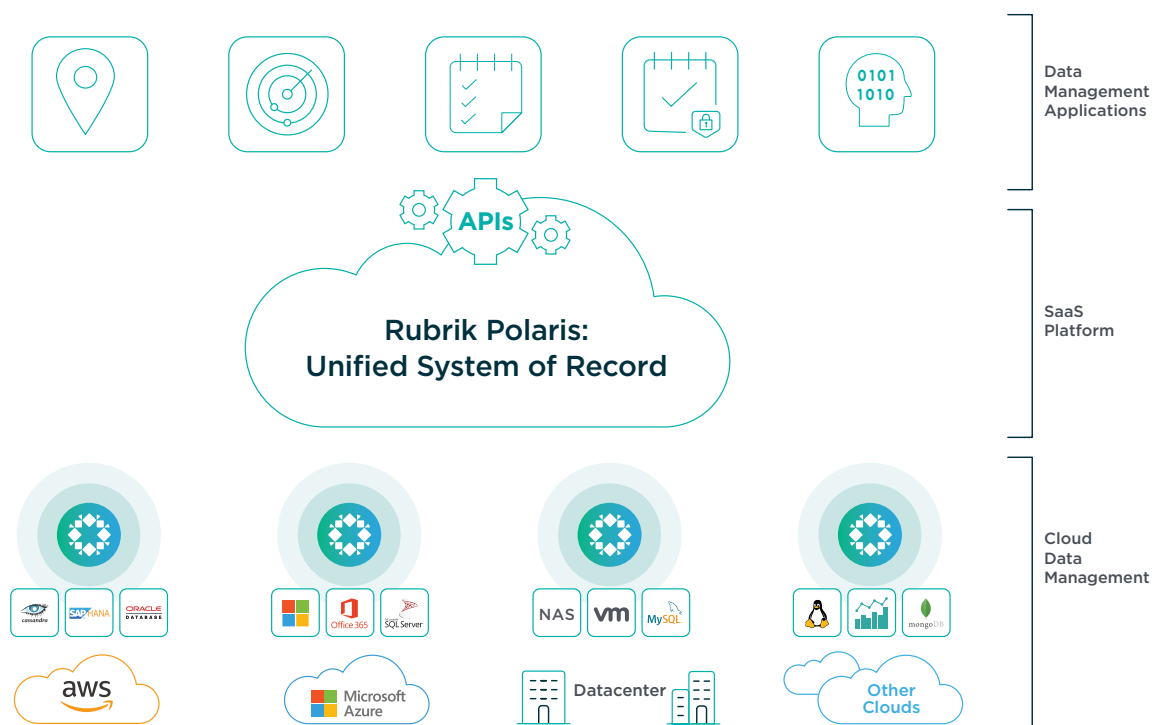 0101
1010
Data
Management
Applications
APIs
Rubrik Polaris:
Unified System of Record
SaaS
Platform
Cloud
Data
Management
cassandra
SAP HANA
ORACLE
DATABASE
Office 365
Microsoft
SQL Server
NAS
vm
MySQL
mongoDB
aws
Microsoft
Azure
Datacenter
Other
Clouds